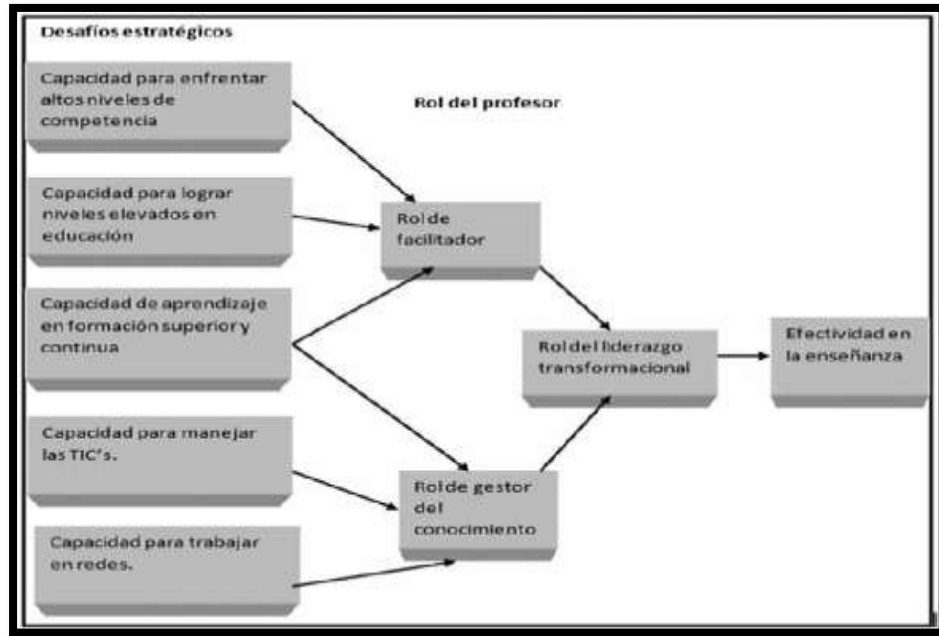 Desafíos estratégicos
Capacidad para enfrentar
altos niveles de
competencia
Rol del profesor
Capacidad para lograr
niveles elevados en
educación
Rol de
facilitador
Capacidad de aprendizaje
en formación superior y
continua
Rol del liderazgo
transformacional
Efectividad en
la enseñanza
Capacidad para manejar
las TIC's.
Rol de gestor
del
conocimiento
Capacidad para trabajar
en redes.